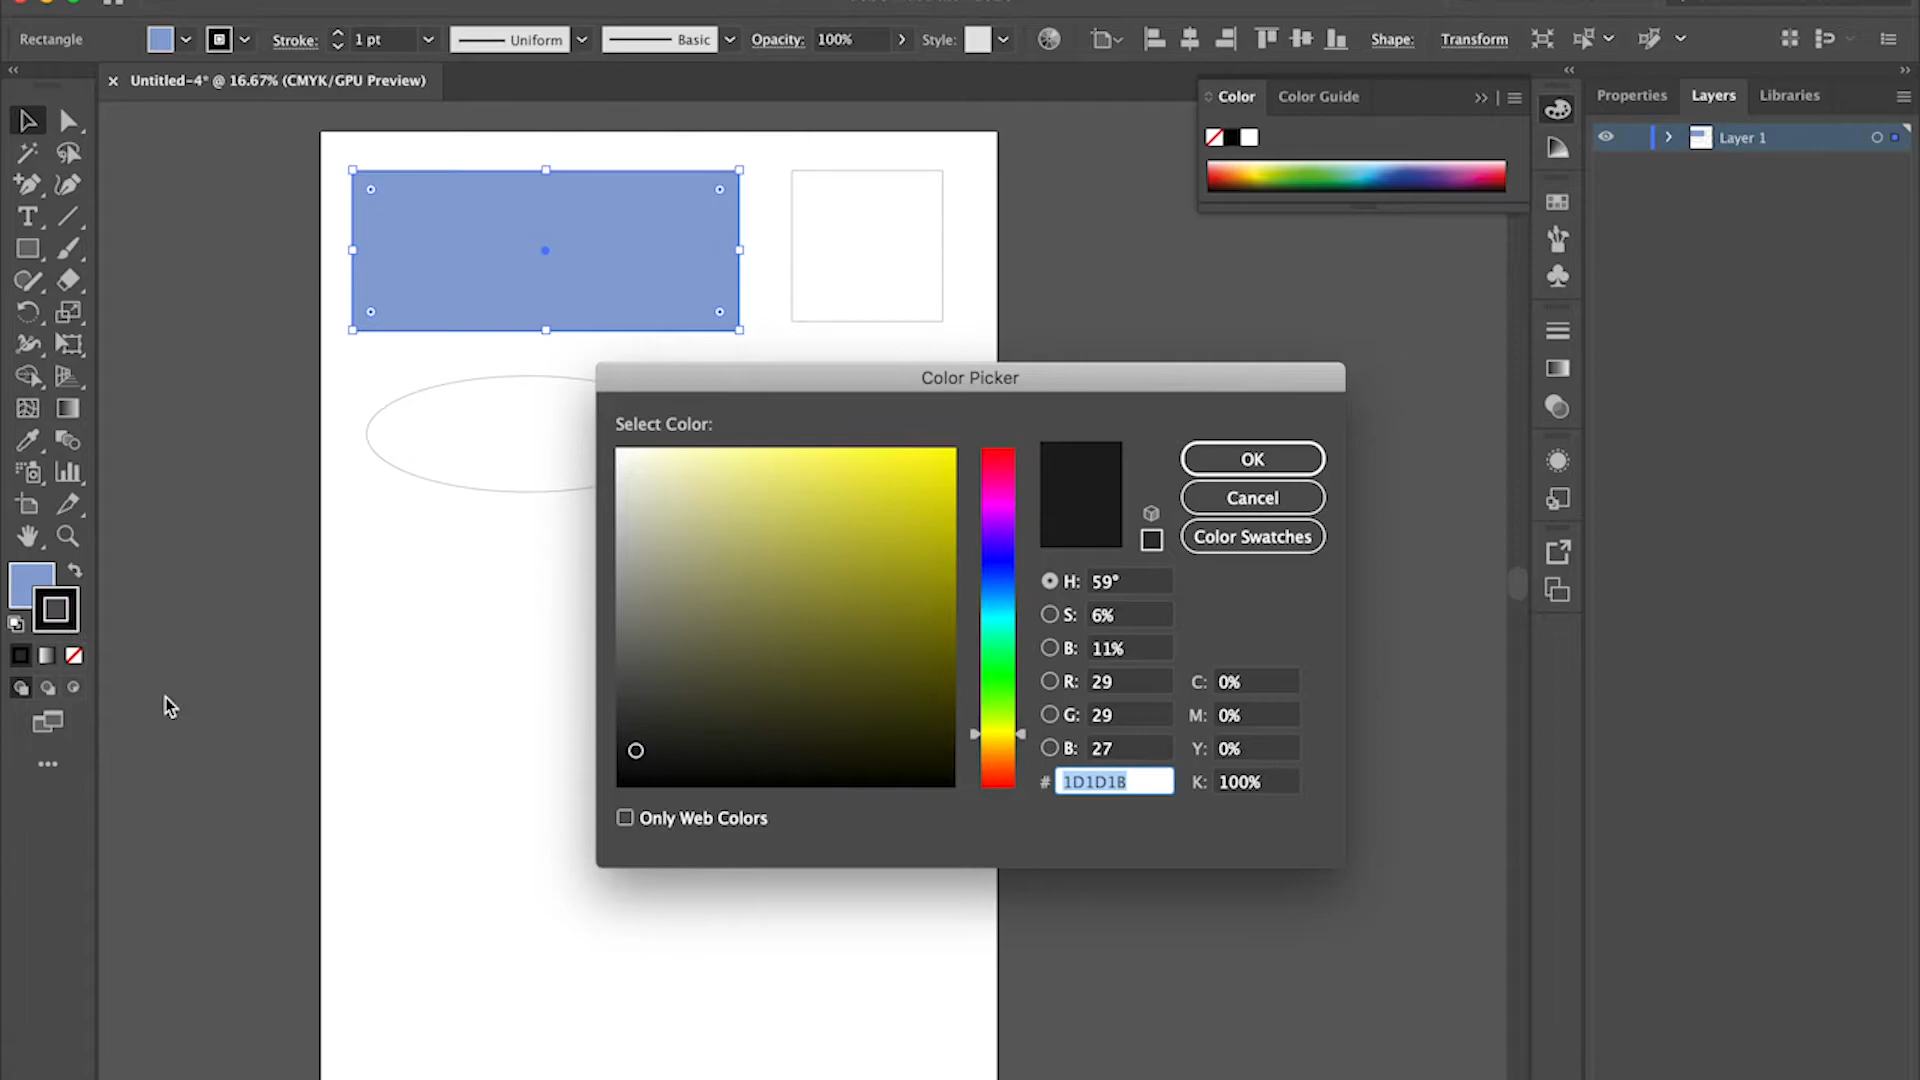 Rectangle
Stroke: 1 pt Uniform Basic Opacity: 100% Style: Shape: Transform
Untitled-4* @ 16.67% (CMYK/GPU Preview)
Color Color Guide
Properties Layers Libraries
Layer 1
Color Picker
Select Color:
OK
Cancel
Color Swatches
H: 59°
S: 6%
B: 11%
R: 29 C: 0%
G: 29 M: 0%
B: 27 Y: 0%
# 1D1D1B K: 100%
Only Web Colors